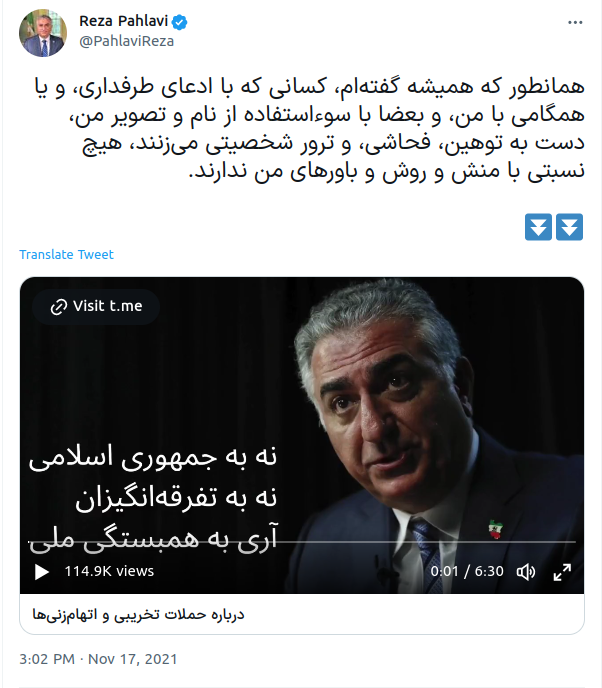 Reza Pahlavi
@PahlaviReza
همانطور که همیشه گفته‌ام، کسانی که با ادعای طرفداری، و یا
همگامی با من، و بعضا با سوءاستفاده از نام و تصویر من،
دست به توهین، فحاشی، و ترور شخصیتی می‌زنند، هیچ
نسبتی با منش و روش و باورهای من ندارند.
Translate Tweet
Visit t.me
نه به جمهوری اسلامی
نه به تفرقه‌انگیزان
آری به همبستگی ملی
114.9K views
0:01 / 6:30
درباره حملات تخریبی و اتهام‌زنی‌ها
3:02 PM · Nov 17, 2021